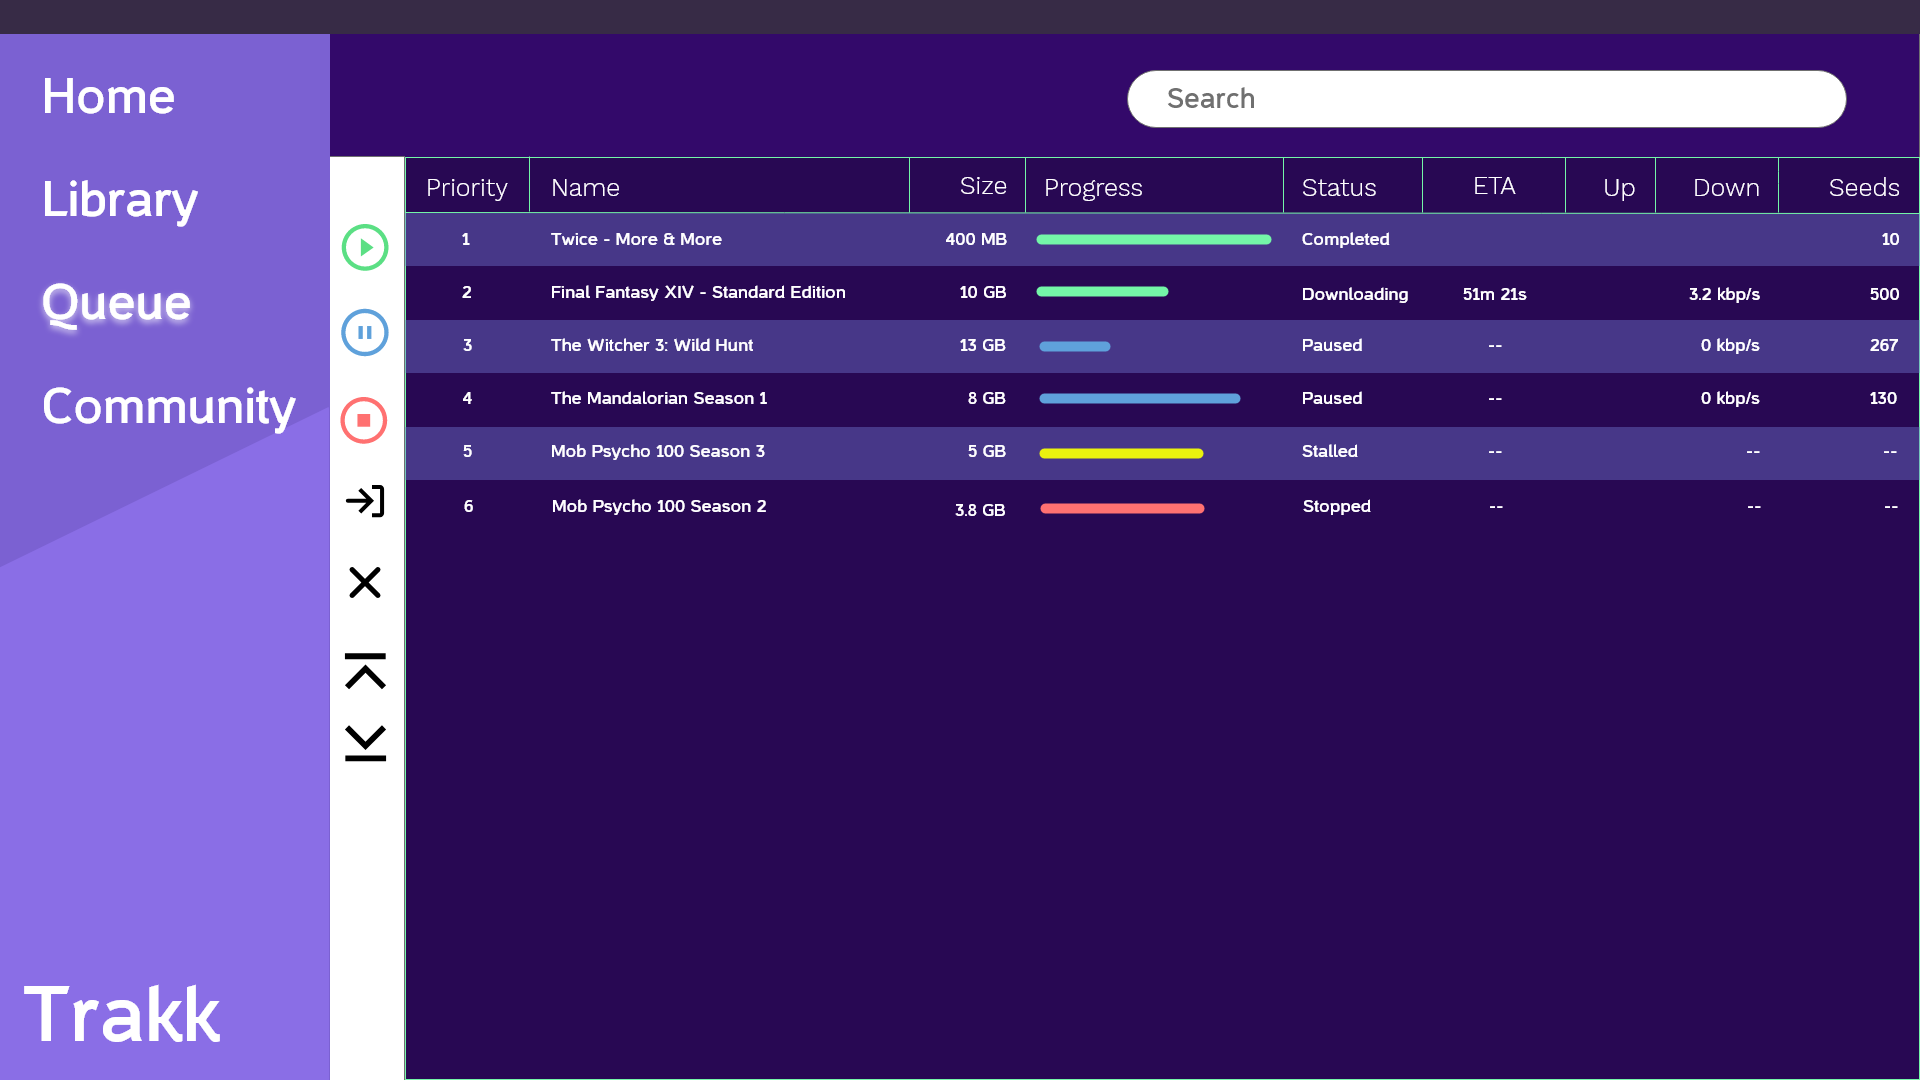 Home
Library
Queue
Community
Trakk
Search
Priority Name Size Progress Status ETA Up Down Seeds
1 Twice - More & More 400 MB Completed 10
2 Final Fantasy XIV - Standard Edition 10 GB Downloading 51m 21s 3.2 kbp/s 500
3 The Witcher 3: Wild Hunt 13 GB Paused -- 0 kbp/s 267
4 The Mandalorian Season 1 8 GB Paused -- 0 kbp/s 130
5 Mob Psycho 100 Season 3 5 GB Stalled -- -- --
6 Mob Psycho 100 Season 2 3.8 GB Stopped -- -- --